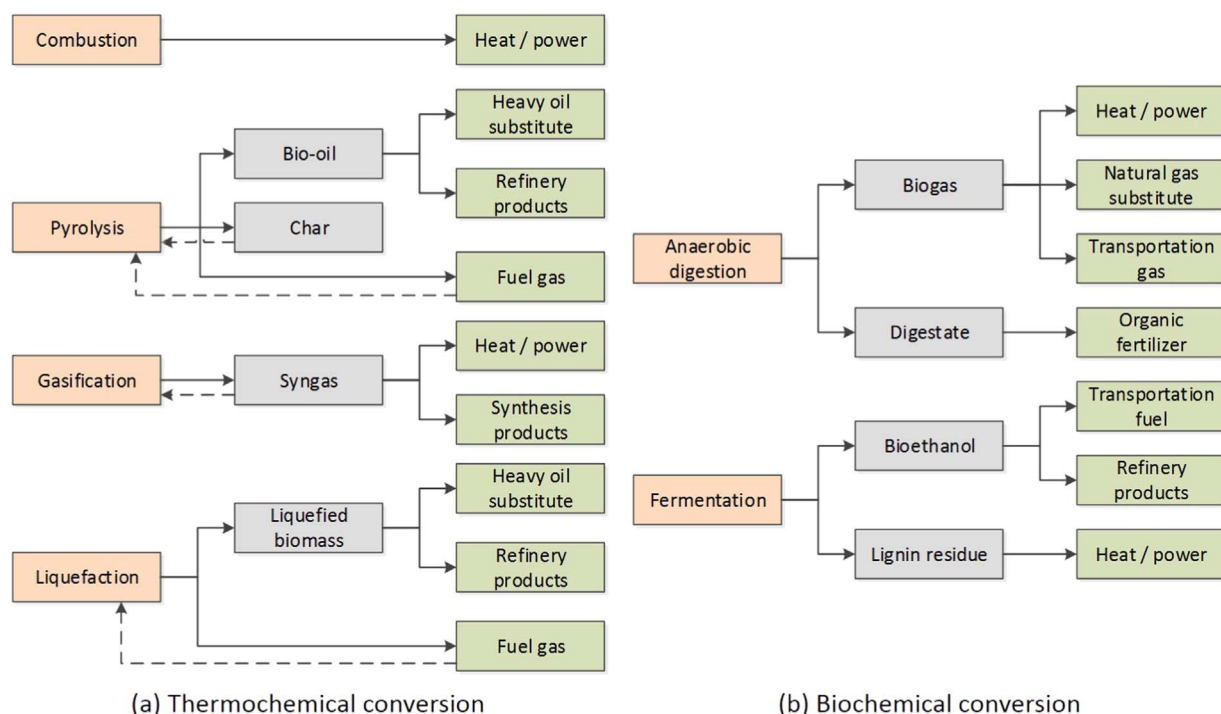 Combustion
Heat / power
Heavy oil
substitute
Bio-oil
Refinery
products
Pyrolysis
Char
Fuel gas
Heat / power
Gasification
Syngas
Synthesis
products
Heavy oil
substitute
Liquefied
biomass
Refinery
products
Liquefaction
Fuel gas
(a) Thermochemical conversion
Heat / power
Biogas
Natural gas
substitute
Anaerobic
digestion
Transportation
gas
Digestate
Organic
fertilizer
Transportation
fuel
Bioethanol
Refinery
products
Fermentation
Lignin residue
Heat / power
(b) Biochemical conversion